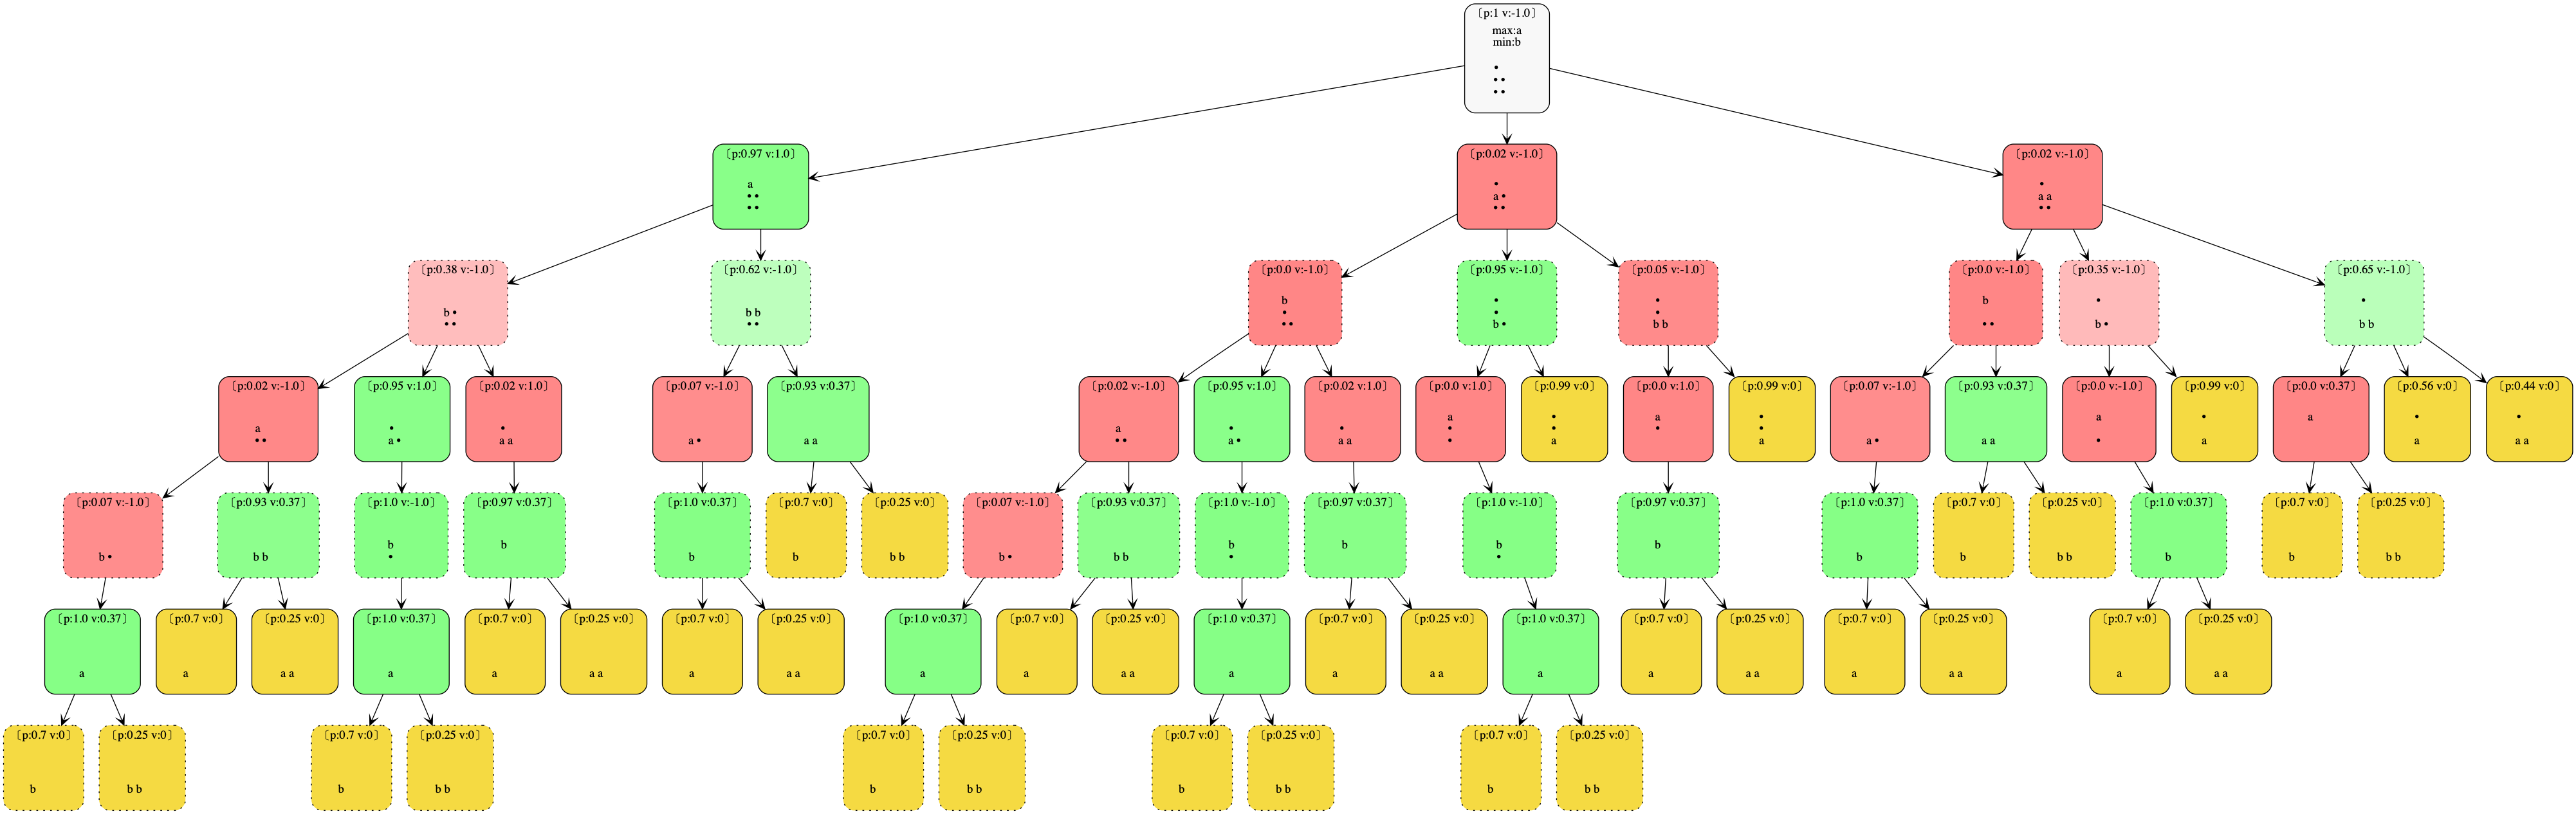 〔p:1 v:-1.0〕
max:a
min:b
•
• •
• •
〔p:0.97 v:1.0〕
a
• •
• •
〔p:0.02 v:-1.0〕
•
a •
• •
〔p:0.02 v:-1.0〕
•
a a
• •
〔p:0.38 v:-1.0〕
b •
• •
〔p:0.62 v:-1.0〕
b b
• •
〔p:0.0 v:-1.0〕
b
•
• •
〔p:0.95 v:-1.0〕
•
•
b •
〔p:0.05 v:-1.0〕
•
•
b b
〔p:0.0 v:-1.0〕
b
• •
〔p:0.35 v:-1.0〕
•
b •
〔p:0.65 v:-1.0〕
•
b b
〔p:0.02 v:-1.0〕
a
• •
〔p:0.95 v:1.0〕
•
a •
〔p:0.02 v:1.0〕
•
a a
〔p:0.07 v:-1.0〕
a •
〔p:0.93 v:0.37〕
a a
〔p:0.02 v:-1.0〕
a
• •
〔p:0.95 v:1.0〕
•
a •
〔p:0.02 v:1.0〕
•
a a
〔p:0.0 v:1.0〕
a
•
•
〔p:0.99 v:0〕
•
•
a
〔p:0.0 v:1.0〕
a
•
〔p:0.99 v:0〕
•
•
a
〔p:0.07 v:-1.0〕
a •
〔p:0.93 v:0.37〕
a a
〔p:0.0 v:-1.0〕
a
•
〔p:0.99 v:0〕
•
a
〔p:0.0 v:0.37〕
a
〔p:0.56 v:0〕
•
a
〔p:0.44 v:0〕
•
a a
〔p:0.07 v:-1.0〕
b •
〔p:0.93 v:0.37〕
b b
〔p:1.0 v:-1.0〕
b
•
〔p:0.97 v:0.37〕
b
〔p:1.0 v:0.37〕
b
〔p:0.7 v:0〕
b
〔p:0.25 v:0〕
b b
〔p:0.07 v:-1.0〕
b •
〔p:0.93 v:0.37〕
b b
〔p:1.0 v:-1.0〕
b
•
〔p:0.97 v:0.37〕
b
〔p:1.0 v:-1.0〕
b
•
〔p:0.97 v:0.37〕
b
〔p:1.0 v:0.37〕
b
〔p:0.7 v:0〕
b
〔p:0.25 v:0〕
b b
〔p:1.0 v:0.37〕
b
〔p:0.7 v:0〕
b
〔p:0.25 v:0〕
b b
〔p:1.0 v:0.37〕
a
〔p:0.7 v:0〕
a
〔p:0.25 v:0〕
a a
〔p:1.0 v:0.37〕
a
〔p:0.7 v:0〕
a
〔p:0.25 v:0〕
a a
〔p:0.7 v:0〕
a
〔p:0.25 v:0〕
a a
〔p:1.0 v:0.37〕
a
〔p:0.7 v:0〕
a
〔p:0.25 v:0〕
a a
〔p:1.0 v:0.37〕
a
〔p:0.7 v:0〕
a
〔p:0.25 v:0〕
a a
〔p:1.0 v:0.37〕
a
〔p:0.7 v:0〕
a
〔p:0.25 v:0〕
a a
〔p:0.7 v:0〕
a
〔p:0.25 v:0〕
a a
〔p:0.7 v:0〕
a
〔p:0.25 v:0〕
a a
〔p:0.7 v:0〕
b
〔p:0.25 v:0〕
b b
〔p:0.7 v:0〕
b
〔p:0.25 v:0〕
b b
〔p:0.7 v:0〕
b
〔p:0.25 v:0〕
b b
〔p:0.7 v:0〕
b
〔p:0.25 v:0〕
b b
〔p:0.7 v:0〕
b
〔p:0.25 v:0〕
b b